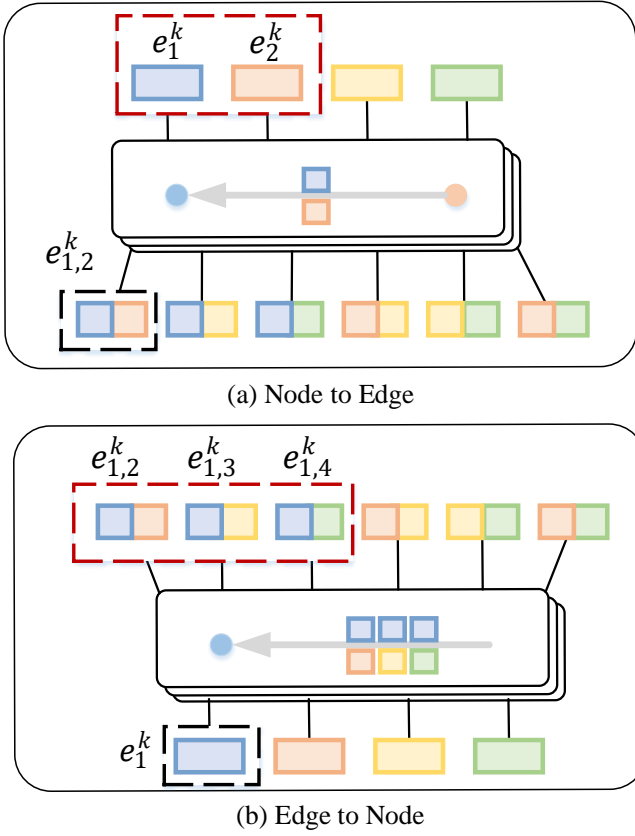 e_1^k e_2^k
e_{1,2}^k
(a) Node to Edge
e_{1,2}^k e_{1,3}^k e_{1,4}^k
e_1^k
(b) Edge to Node